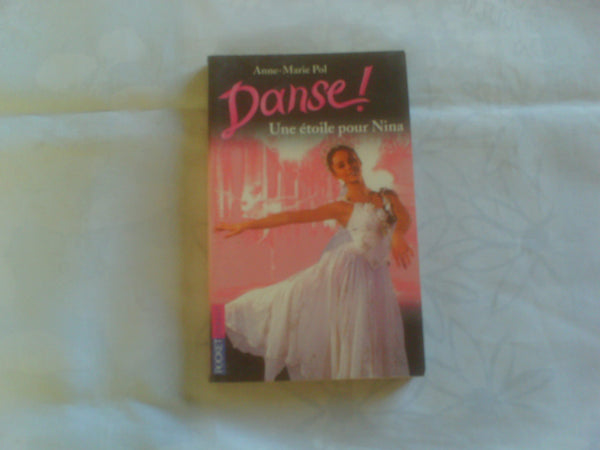 Anne-Marie Pol
Danse!
Une étoile pour Nina
POCKET